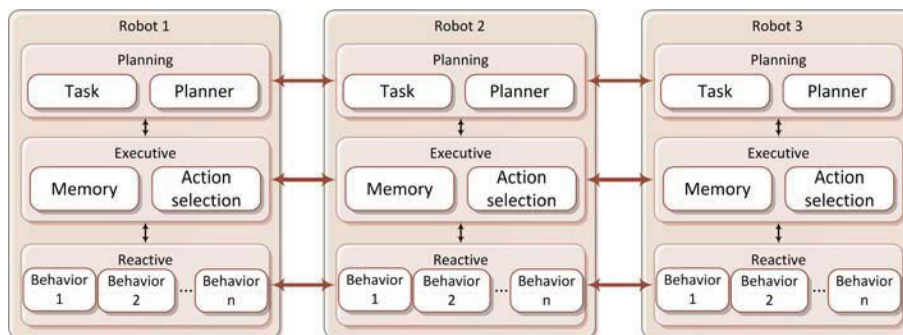 Robot 1
Planning
Task
Planner
Executive
Memory
Action
selection
Reactive
Behavior
1
Behavior
2
...
Behavior
n
Robot 2
Planning
Task
Planner
Executive
Memory
Action
selection
Reactive
Behavior
1
Behavior
2
...
Behavior
n
Robot 3
Planning
Task
Planner
Executive
Memory
Action
selection
Reactive
Behavior
1
Behavior
2
...
Behavior
n